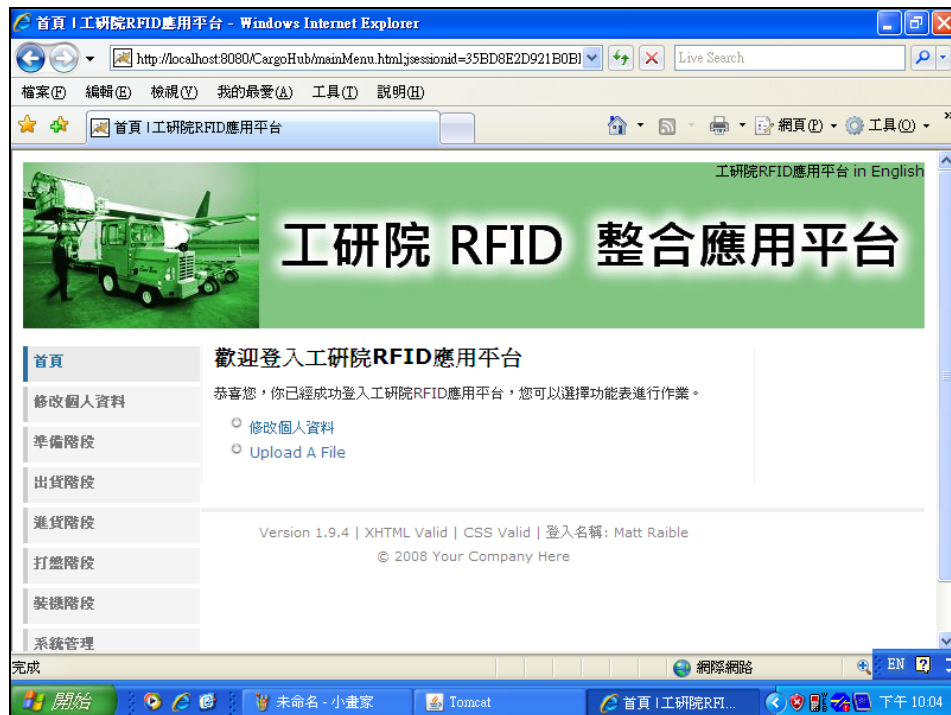 首頁 | 工研院RFID應用平台 - Windows Internet Explorer
http://localhost:8080/CargoHub/mainMenu.html;jsessionid=35BD8E2D921B0B
Live Search
檔案(F) 編輯(E) 檢視(V) 我的最愛(A) 工具(T) 說明(H)
首頁 | 工研院RFID應用平台
網頁(P) 工具(O)
工研院RFID應用平台 in English
工研院 RFID 整合應用平台
首頁
修改個人資料
準備階段
出貨階段
進貨階段
打盤階段
裝機階段
系統管理
歡迎登入工研院RFID應用平台
恭喜您，你已經成功登入工研院RFID應用平台，您可以選擇功能表進行作業。
修改個人資料
Upload A File
Version 1.9.4 | XHTML Valid | CSS Valid | 登入名稱: Matt Raible
© 2008 Your Company Here
完成
網際網路
EN
開始
未命名 - 小畫家
Tomcat
首頁 | 工研院RFI...
下午 10:04